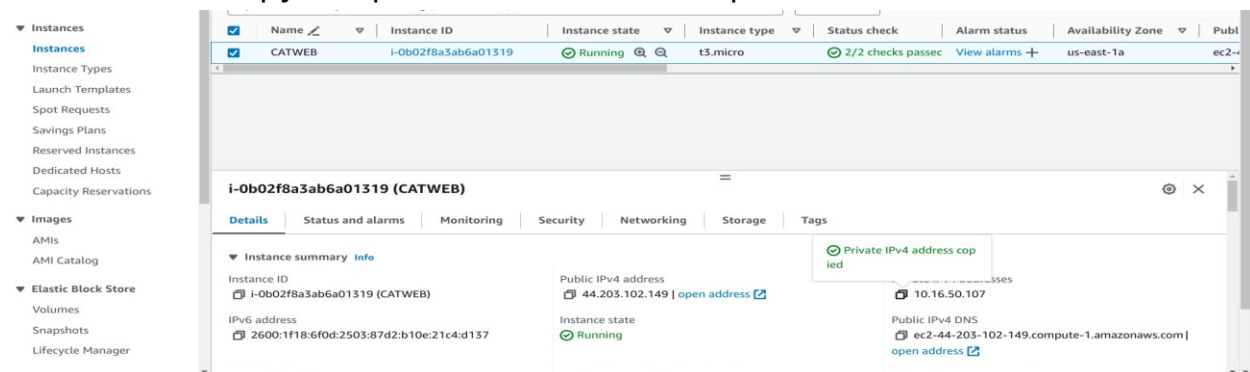 Instances
Instances
Instance Types
Launch Templates
Spot Requests
Savings Plans
Reserved Instances
Dedicated Hosts
Capacity Reservations
Images
AMIs
AMI Catalog
Elastic Block Store
Volumes
Snapshots
Lifecycle Manager
Name Instance ID Instance state Instance type Status check Alarm status Availability Zone Publ
CATWEB i-0b02f8a3ab6a01319 Running t3.micro 2/2 checks passec View alarms + us-east-1a ec2-4
i-0b02f8a3ab6a01319 (CATWEB)
Details Status and alarms Monitoring Security Networking Storage Tags
Private IPv4 address cop
ied
Instance summary Info
Instance ID
i-0b02f8a3ab6a01319 (CATWEB)
Public IPv4 address
44.203.102.149 | open address
10.16.50.107
IPv6 address
2600:1f18:6f0d:2503:87d2:b10e:21c4:d137
Instance state
Running
Public IPv4 DNS
ec2-44-203-102-149.compute-1.amazonaws.com |
open address